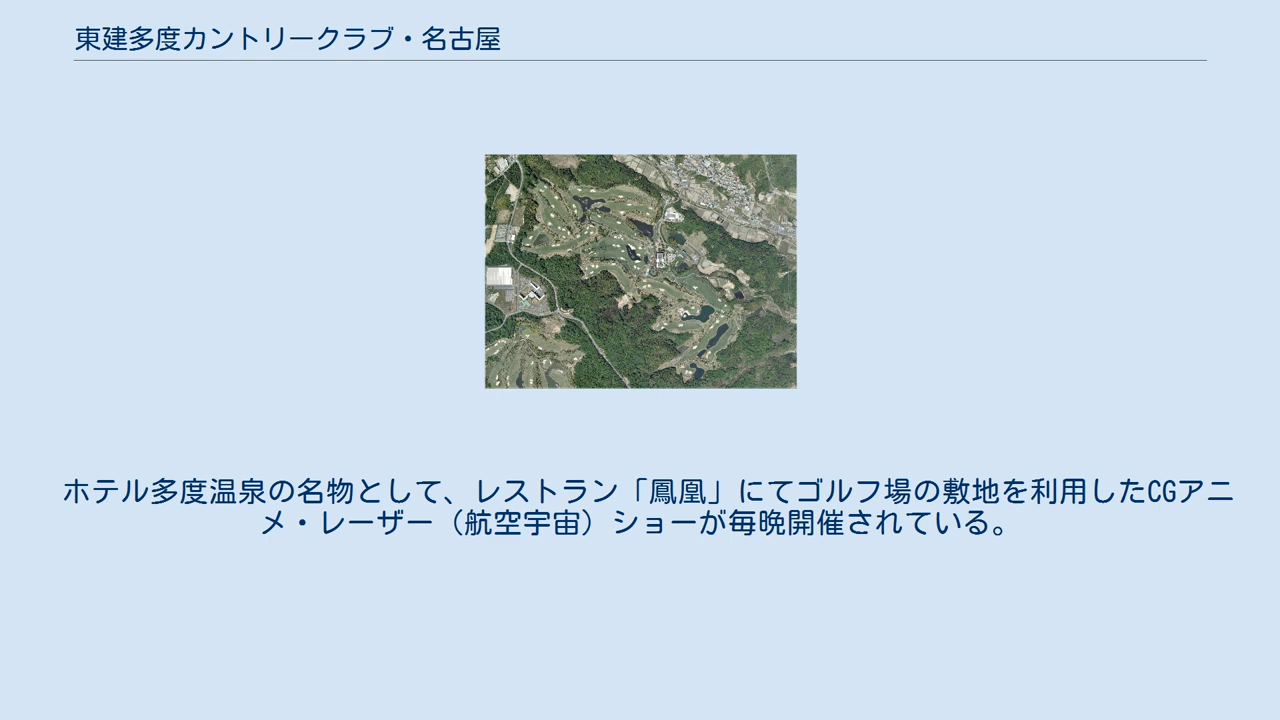 東建多度カントリークラブ・名古屋
ホテル多度温泉の名物として、レストラン「鳳凰」にてゴルフ場の敷地を利用したCGアニ
メ・レーザー（航空宇宙）ショーが毎晩開催されている。